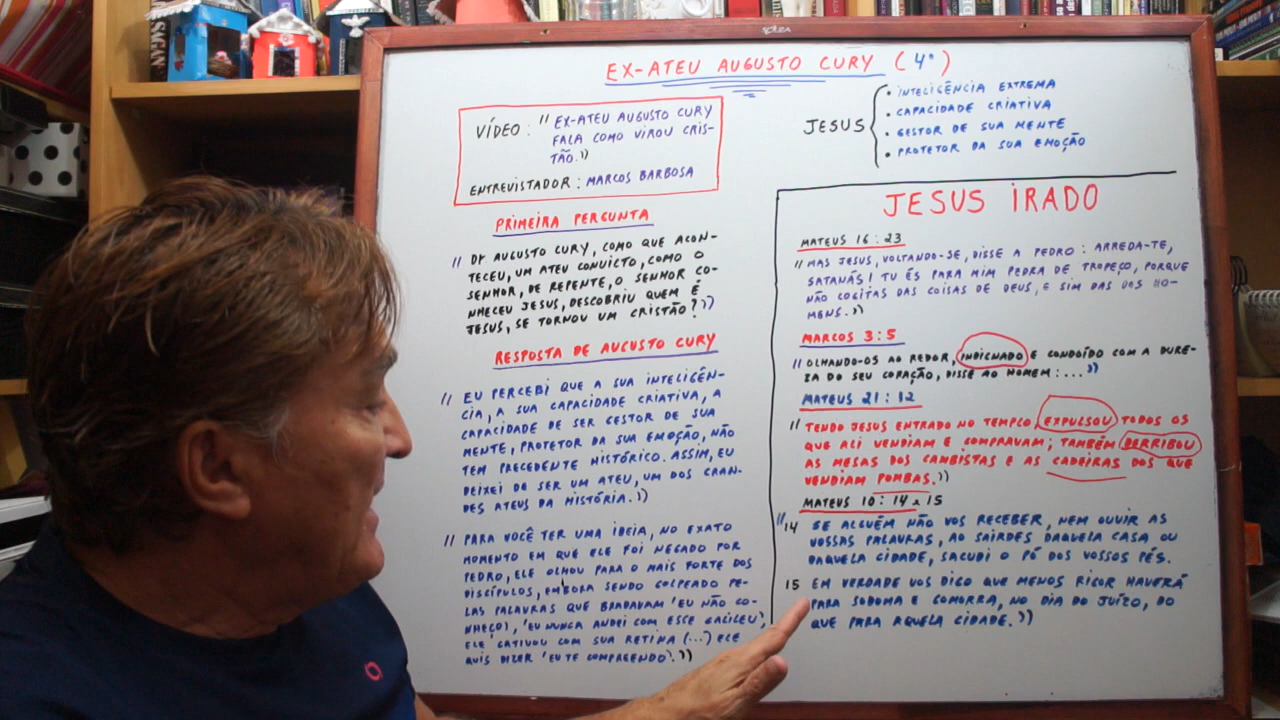 EX-ATEU AUGUSTO CURY (4º)
VÍDEO: "EX-ATEU AUGUSTO CURY
FALA COMO VIROU CRIS-
TÃO."
ENTREVISTADOR: MARCOS BARBOSA
PRIMEIRA PERGUNTA
"DR. AUGUSTO CURY, COMO QUE ACON-
TECEU, UM ATEU CONVICTO, COMO O
SENHOR, DE REPENTE, O SENHOR CO-
NHECEU JESUS, DESCOBRIU QUEM É
JESUS, SE TORNOU UM CRISTÃO?"
RESPOSTA DE AUGUSTO CURY
"EU PERCEBI QUE A SUA INTELIGÊN-
CIA, A SUA CAPACIDADE CRIATIVA, A
CAPACIDADE DE SER GESTOR DE SUA
MENTE, PROTETOR DA SUA EMOÇÃO, NÃO
TEM PRECEDENTE HISTÓRICO. ASSIM, EU
DEIXEI DE SER UM ATEU, UM DOS GRAN-
DES ATEUS DA HISTÓRIA."
"PARA VOCÊ TER UMA IDEIA, NO EXATO
MOMENTO EM QUE ELE FOI NEGADO POR
PEDRO, ELE OLHOU PARA O MAIS FORTE DOS
DISCÍPULOS, EMBORA SENDO GOLPEADO PE-
LAS PALAVRAS QUE BRADAVAM 'EU NÃO CO-
NHEÇO', 'EU NUNCA ANDEI COM ESSE GALILEU',
ELE CATIVOU COM SUA RETINA (...) ELE
QUIS DIZER 'EU TE COMPREENDO'."
JESUS
• INTELIGÊNCIA EXTREMA
• CAPACIDADE CRIATIVA
• GESTOR DE SUA MENTE
• PROTETOR DA SUA EMOÇÃO
JESUS IRADO
MATEUS 16:23
"MAS JESUS, VOLTANDO-SE, DISSE A PEDRO: ARREDA-TE,
SATANÁS! TU ÉS PARA MIM PEDRA DE TROPEÇO, PORQUE
NÃO COGITAS DAS COISAS DE DEUS, E SIM DAS DOS HO-
MENS."
MARCOS 3:5
"OLHANDO-OS AO REDOR, INDIGNADO E CONDOÍDO COM A DURE-
ZA DO SEU CORAÇÃO, DISSE AO HOMEM:..."
MATEUS 21:12
"TENDO JESUS ENTRADO NO TEMPLO, EXPULSOU TODOS OS
QUE ALI VENDIAM E COMPRAVAM; TAMBÉM DERRIBOU
AS MESAS DOS CAMBISTAS E AS CADEIRAS DOS QUE
VENDIAM POMBAS."
MATEUS 10:14 e 15
"14 SE ALGUÉM NÃO VOS RECEBER, NEM OUVIR AS
VOSSAS PALAVRAS, AO SAIRDES DAQUELA CASA OU
DAQUELA CIDADE, SACUDI O PÓ DOS VOSSOS PÉS.
15 EM VERDADE VOS DIGO QUE MENOS RIGOR HAVERÁ
PARA SODOMA E GOMORRA, NO DIA DO JUÍZO, DO
QUE PARA AQUELA CIDADE."
SAGAN